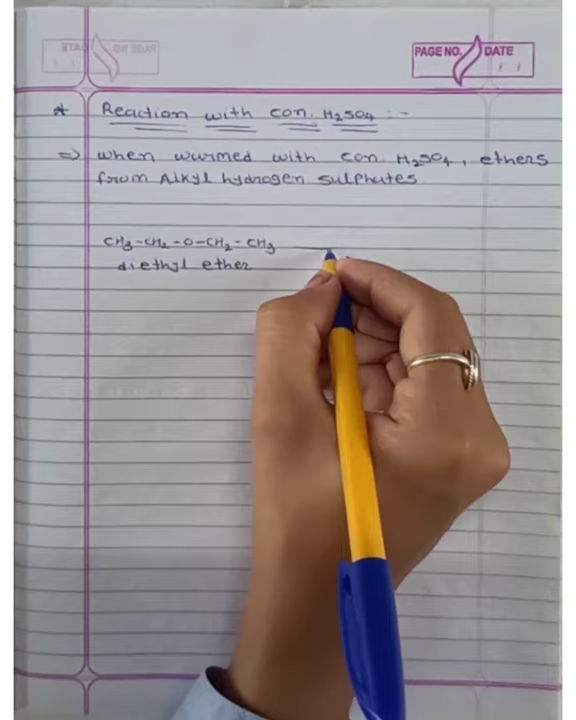 PAGE NO. DATE
* Reaction with con. H2SO4 :-
=> when warmed with con. H2SO4, ethers
from Alkyl hydrogen sulphates
CH3-CH2-O-CH2-CH3
diethyl ether